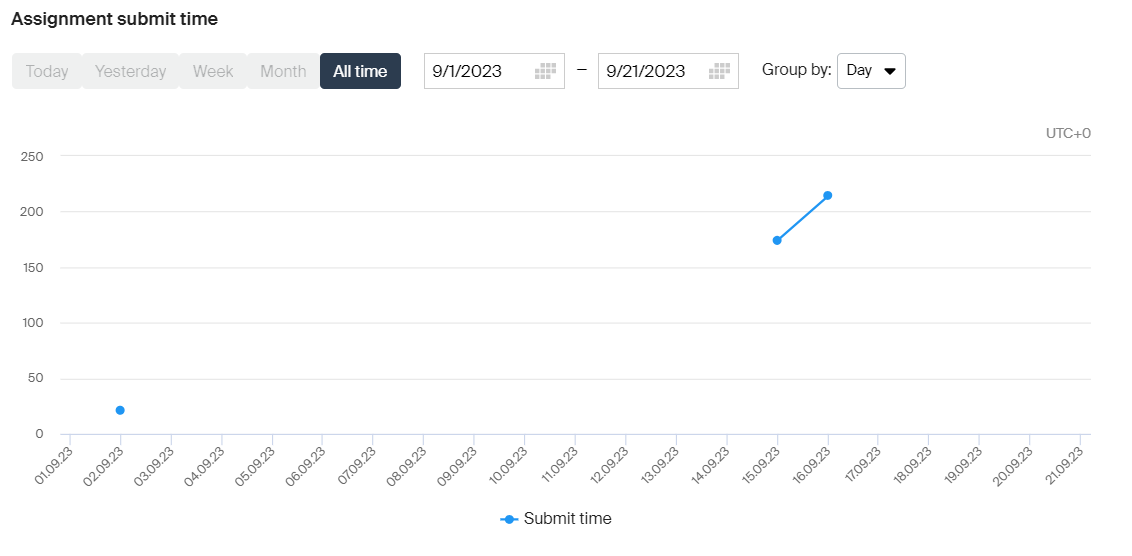 Assignment submit time
Today Yesterday Week Month All time 9/1/2023 – 9/21/2023 Group by: Day
UTC+0
250
200
150
100
50
0
01.09.23 02.09.23 03.09.23 04.09.23 05.09.23 06.09.23 07.09.23 08.09.23 09.09.23 10.09.23 11.09.23 12.09.23 13.09.23 14.09.23 15.09.23 16.09.23 17.09.23 18.09.23 19.09.23 20.09.23 21.09.23
Submit time